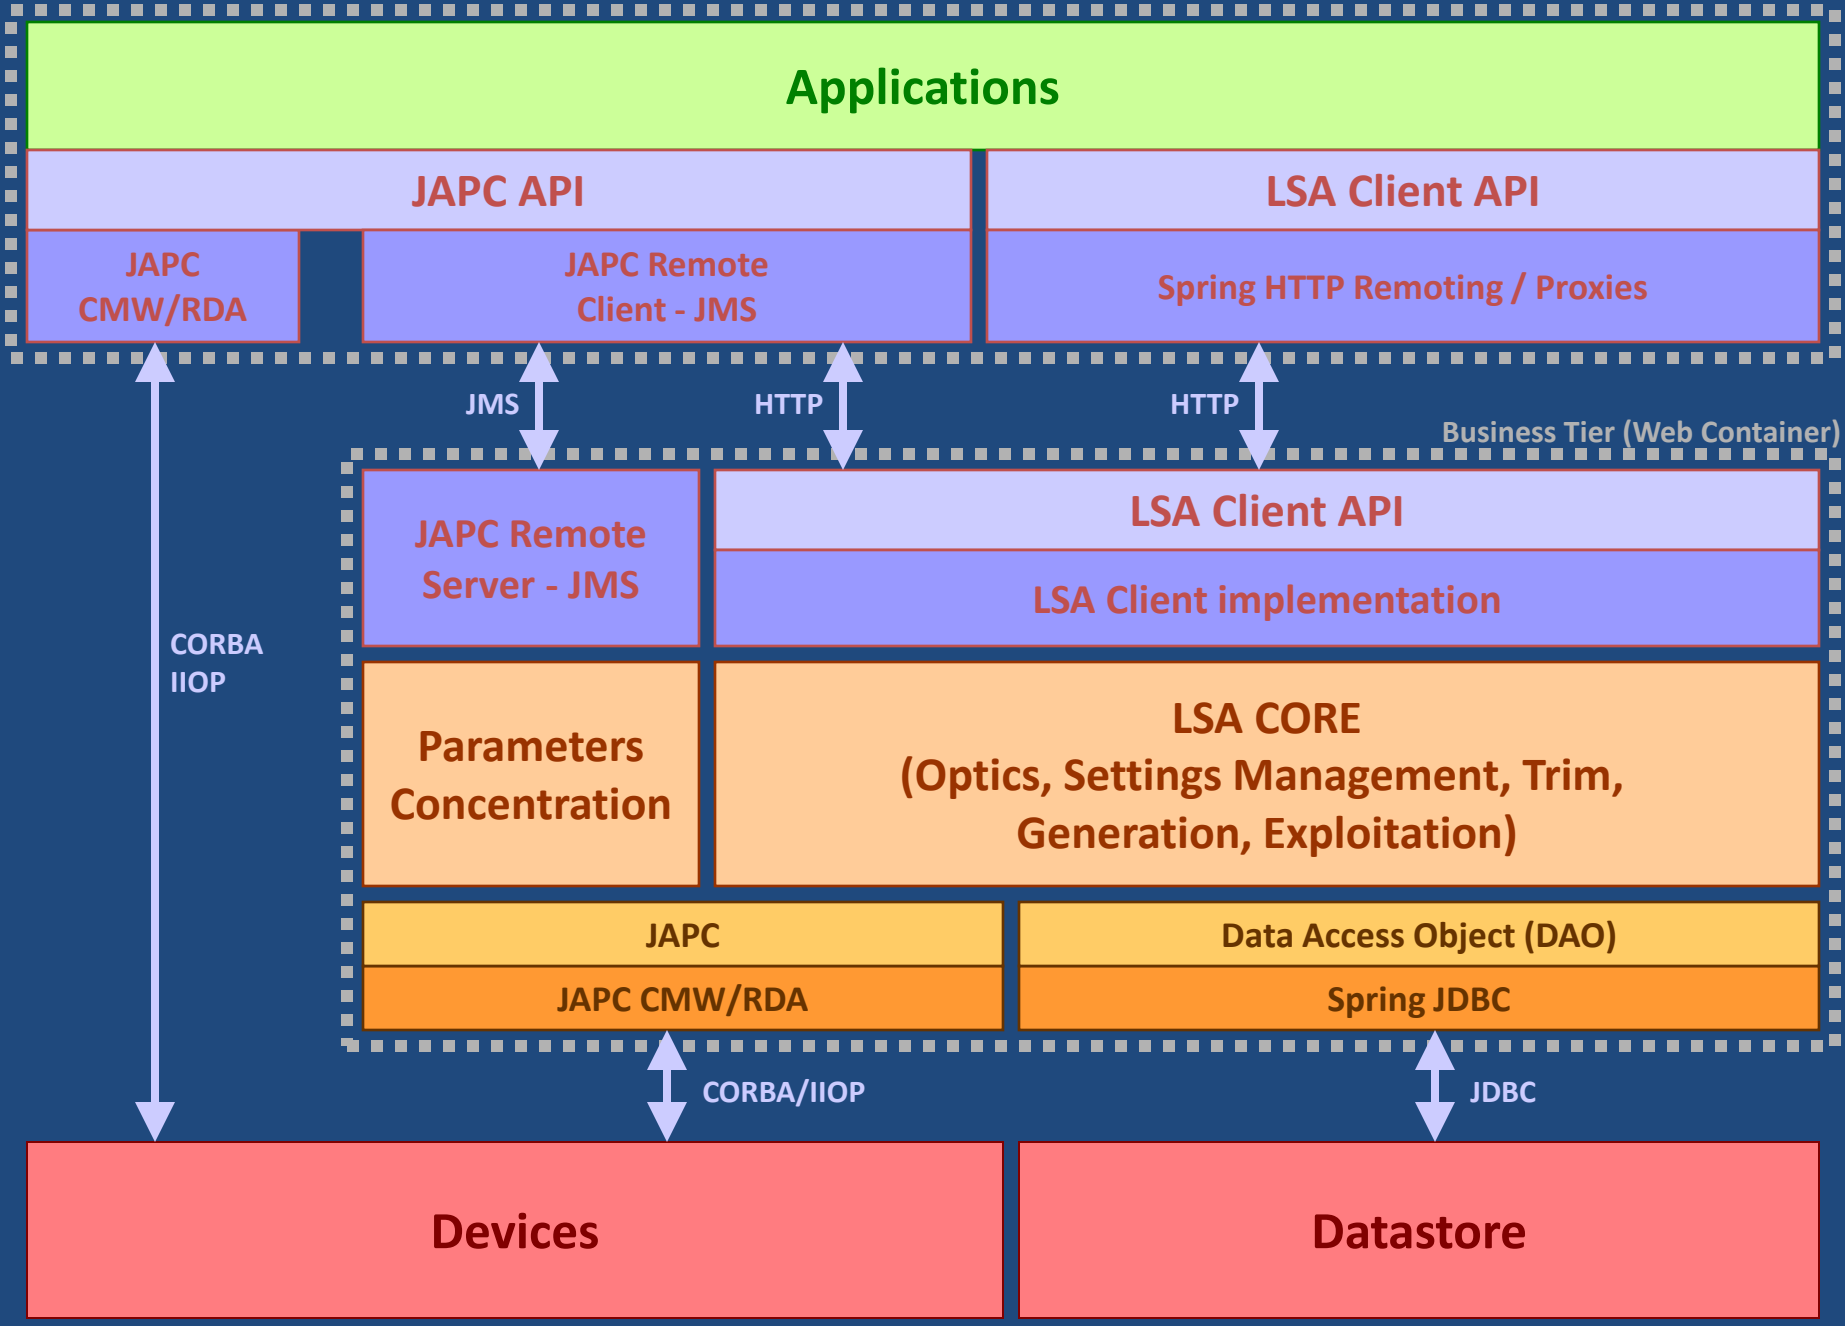 Applications
JAPC API
LSA Client API
JAPC
CMW/RDA
JAPC Remote
Client - JMS
Spring HTTP Remoting / Proxies
JMS
HTTP
HTTP
Business Tier (Web Container)
JAPC Remote
Server - JMS
LSA Client API
LSA Client implementation
CORBA
IIOP
Parameters
Concentration
LSA CORE
(Optics, Settings Management, Trim,
Generation, Exploitation)
JAPC
Data Access Object (DAO)
JAPC CMW/RDA
Spring JDBC
CORBA/IIOP
JDBC
Devices
Datastore